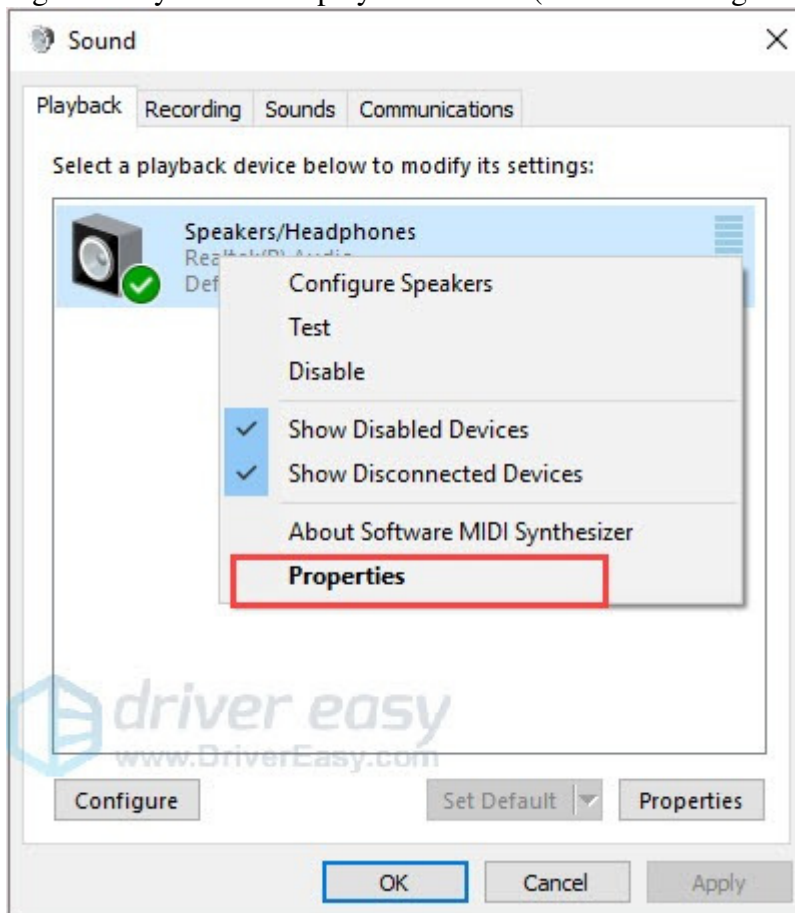 Sound
Playback Recording Sounds Communications
Select a playback device below to modify its settings:
Speakers/Headphones
Configure Speakers
Test
Disable
Show Disabled Devices
Show Disconnected Devices
About Software MIDI Synthesizer
Properties
driver easy
www.DriverEasy.com
Configure Set Default Properties
OK Cancel Apply